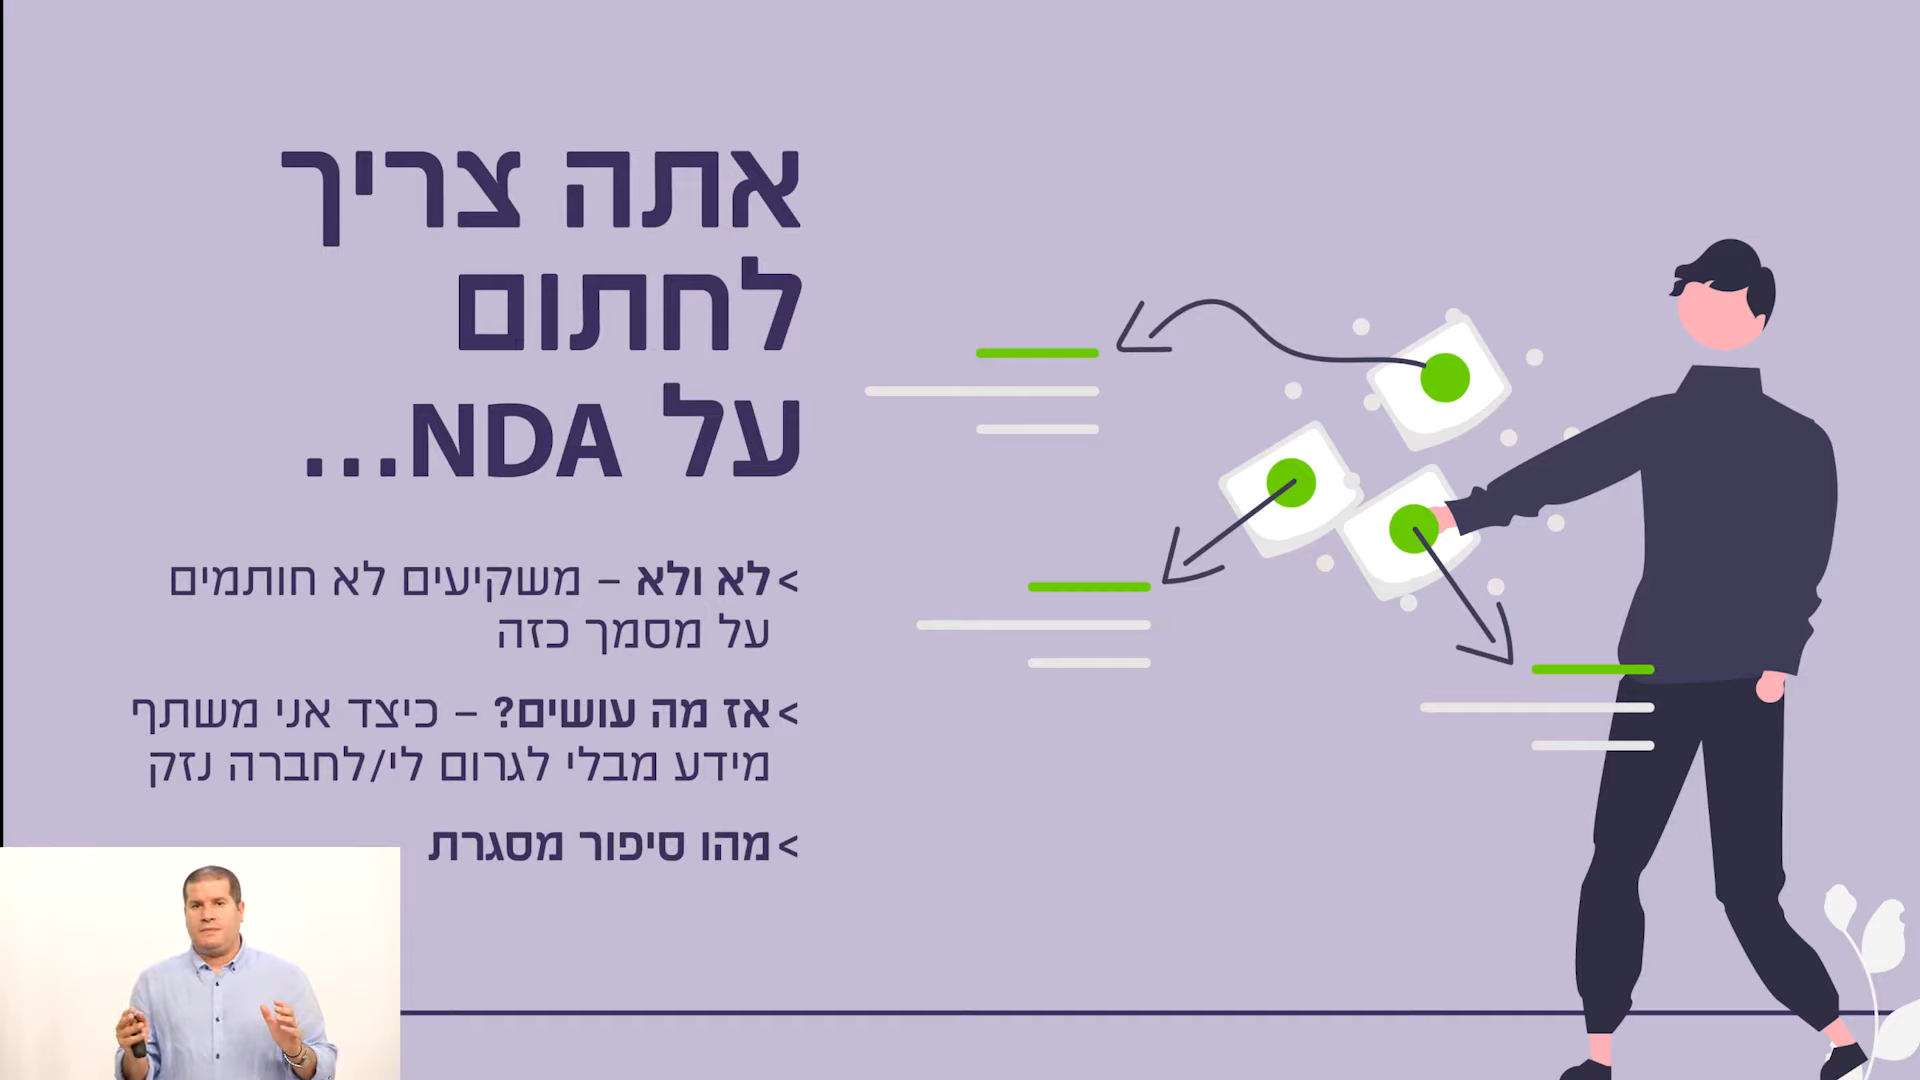 אתה צריך
לחתום
על NDA...
>לא ולא – משקיעים לא חותמים
על מסמך כזה
>אז מה עושים? – כיצד אני משתף
מידע מבלי לגרום לי/לחברה נזק
>מהו סיפור מסגרת